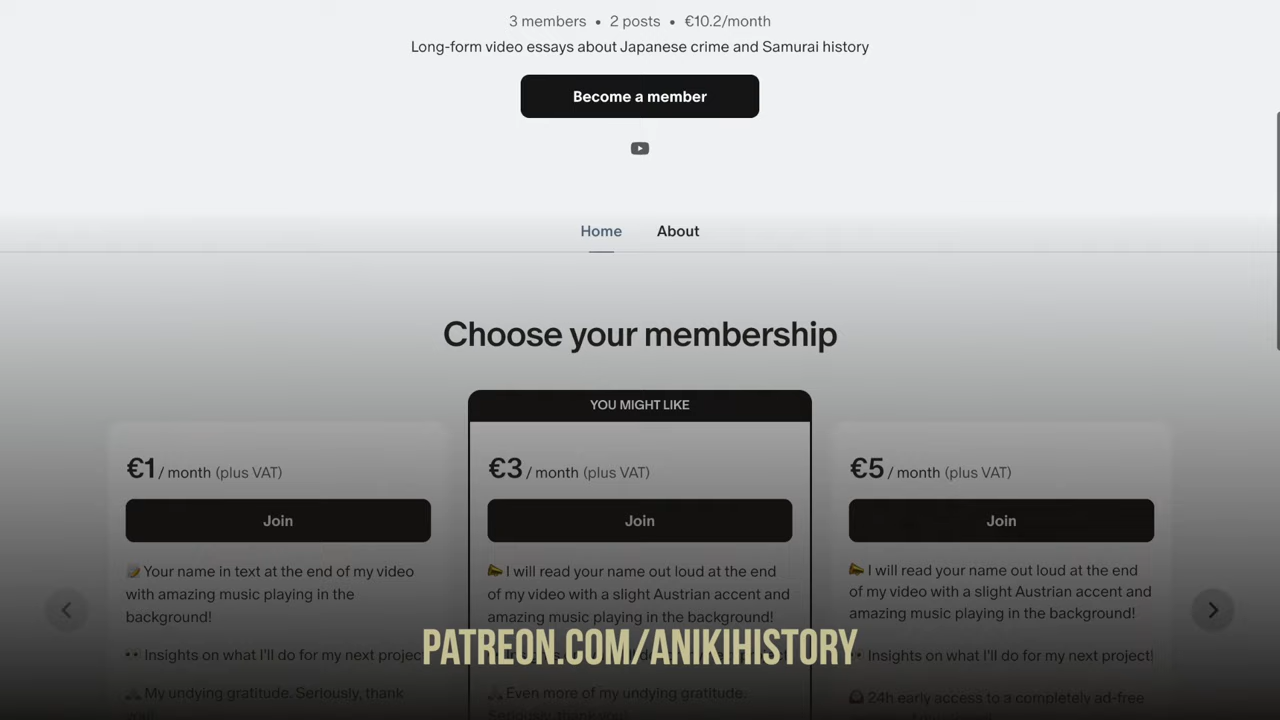 3 members • 2 posts • €10.2/month
Long-form video essays about Japanese crime and Samurai history
Become a member
Home About
Choose your membership
YOU MIGHT LIKE
€1 / month (plus VAT)
Join
Your name in text at the end of my video
with amazing music playing in the
background!
Insights on what I'll do for my next project
My undying gratitude. Seriously, thank
€3 / month (plus VAT)
Join
I will read your name out loud at the end
of my video with a slight Austrian accent and
amazing music playing in the background!
Even more of my undying gratitude.
Seriously, thank you!
€5 / month (plus VAT)
Join
I will read your name out loud at the end
of my video with a slight Austrian accent and
amazing music playing in the background!
Insights on what I'll do for my next project!
24h early access to a completely ad-free
PATREON.COM/ANIKIHISTORY